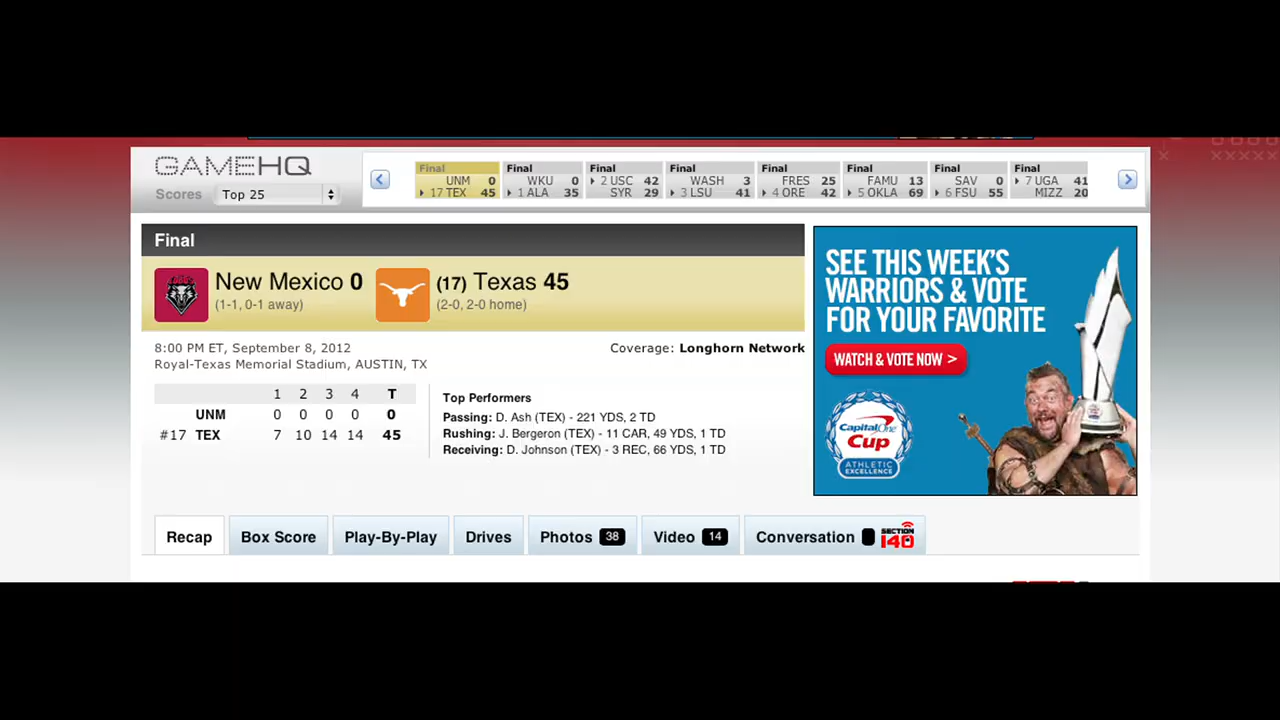 GAMEHQ
Scores Top 25
Final
UNM 0
17 TEX 45
Final
WKU 0
1 ALA 35
Final
2 USC 42
SYR 29
Final
WASH 3
3 LSU 41
Final
FRES 25
4 ORE 42
Final
FAMU 13
5 OKLA 69
Final
SAV 0
6 FSU 55
Final
7 UGA 41
MIZZ 20
Final
New Mexico 0
(1-1, 0-1 away)
(17) Texas 45
(2-0, 2-0 home)
8:00 PM ET, September 8, 2012
Royal-Texas Memorial Stadium, AUSTIN, TX
Coverage: Longhorn Network
1 2 3 4 T
UNM 0 0 0 0 0
#17 TEX 7 10 14 14 45
Top Performers
Passing: D. Ash (TEX) - 221 YDS, 2 TD
Rushing: J. Bergeron (TEX) - 11 CAR, 49 YDS, 1 TD
Receiving: D. Johnson (TEX) - 3 REC, 66 YDS, 1 TD
SEE THIS WEEK'S
WARRIORS & VOTE
FOR YOUR FAVORITE
WATCH & VOTE NOW >
CapitalOne
Cup
ATHLETIC
EXCELLENCE
Recap Box Score Play-By-Play Drives Photos 38 Video 14 Conversation SECTION
140